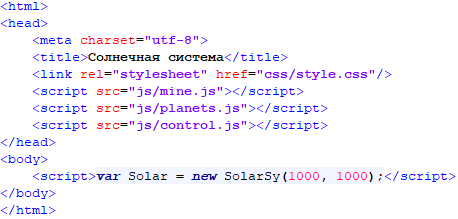 <html>
<head>
    <meta charset="utf-8">
    <title>Солнечная система</title>
    <link rel="stylesheet" href="css/style.css"/>
    <script src="js/mine.js"></script>
    <script src="js/planets.js"></script>
    <script src="js/control.js"></script>
</head>
<body>
    <script>var Solar = new SolarSy(1000, 1000);</script>
</body>
</html>